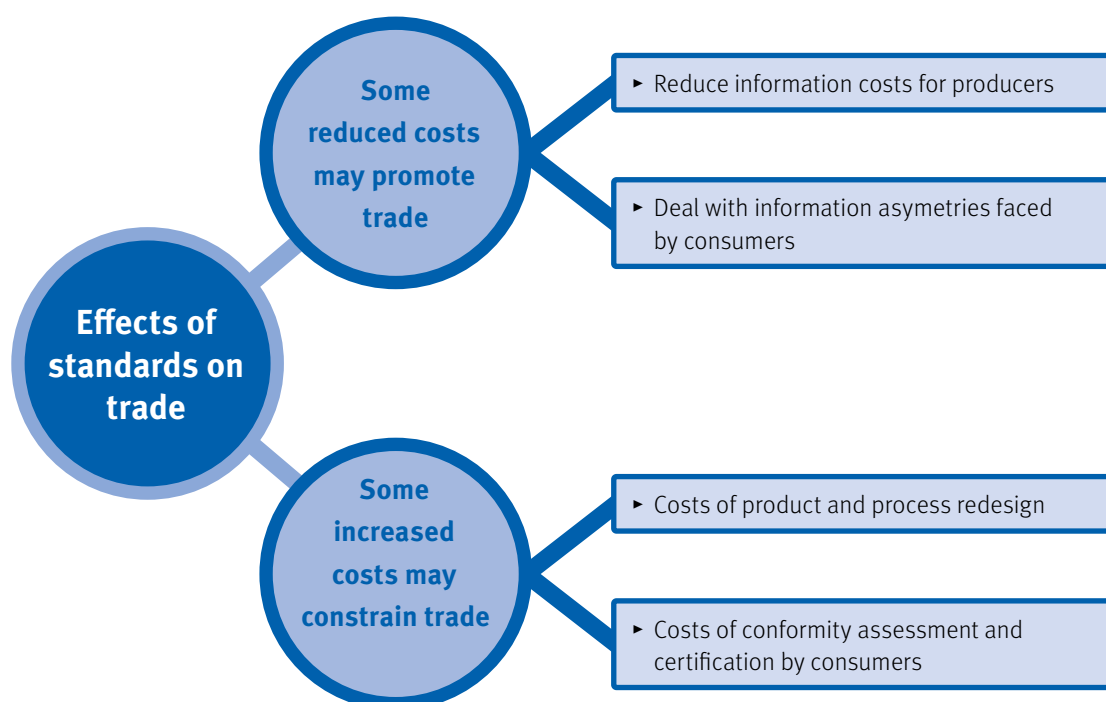 Effects of
standards on
trade
Some
reduced costs
may promote
trade
▸ Reduce information costs for producers
▸ Deal with information asymetries faced
by consumers
Some
increased
costs may
constrain trade
▸ Costs of product and process redesign
▸ Costs of conformity assessment and
certification by consumers